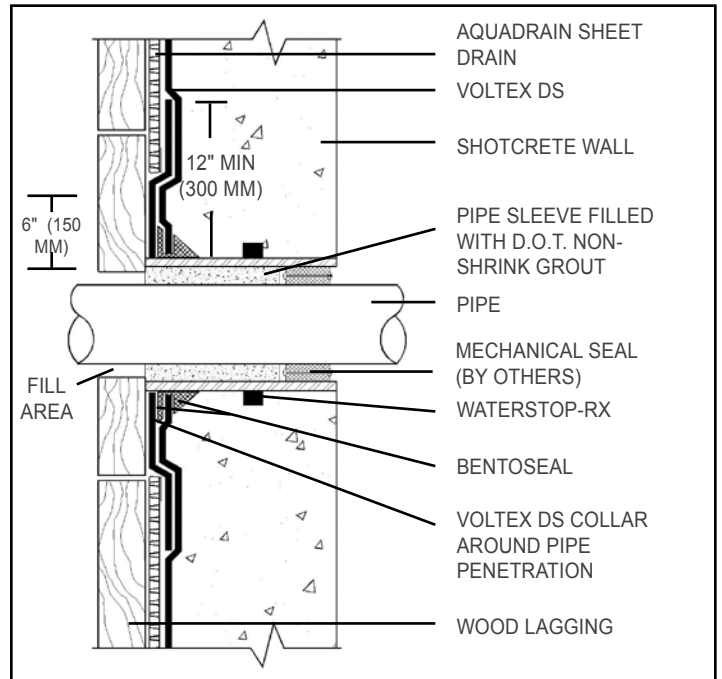 AQUADRAIN SHEET
DRAIN
VOLTEX DS
SHOTCRETE WALL
12" MIN
(300 MM)
6" (150
MM)
PIPE SLEEVE FILLED
WITH D.O.T. NON-
SHRINK GROUT
PIPE
MECHANICAL SEAL
(BY OTHERS)
FILL
AREA
WATERSTOP-RX
BENTOSEAL
VOLTEX DS COLLAR
AROUND PIPE
PENETRATION
WOOD LAGGING